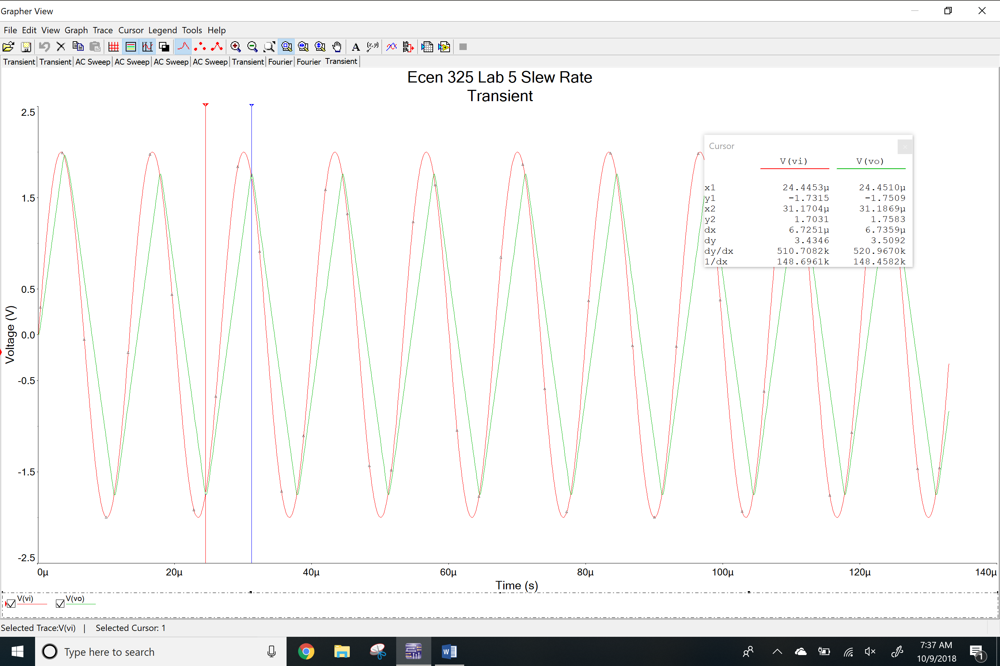 Grapher View
File Edit View Graph Trace Cursor Legend Tools Help
A (x,y)
Transient Transient AC Sweep AC Sweep AC Sweep AC Sweep Transient Fourier Fourier Transient
Ecen 325 Lab 5 Slew Rate
Transient
2.5
1.5
0.5
0.0
-0.5
-1.5
-2.5
Voltage (V)
Cursor
V(vi) V(vo)
x1 24.4453μ 24.4510μ
y1 -1.7315 -1.7509
x2 31.1704μ 31.1869μ
y2 1.7031 1.7583
dx 6.7251μ 6.7359μ
dy 3.4346 3.5092
dy/dx 510.7082k 520.9670k
1/dx 148.6961k 148.4582k
0μ 20μ 40μ 60μ 80μ 100μ 120μ 140μ
Time (s)
V(vi) V(vo)
Selected Trace:V(vi) | Selected Cursor: 1
Type here to search
W
7:37 AM
10/9/2018
1